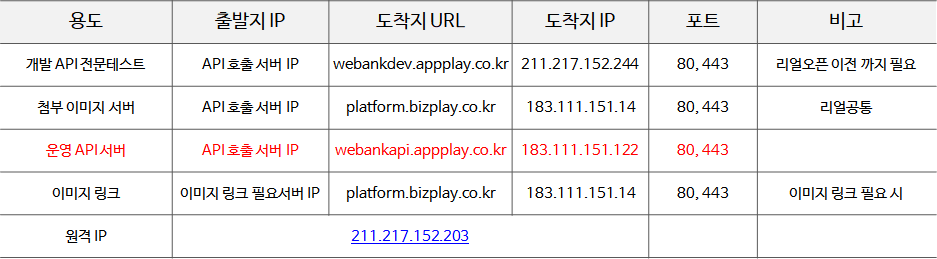 용도 출발지 IP 도착지 URL 도착지 IP 포트 비고
개발 API 전문테스트 API 호출 서버 IP webankdev.appplay.co.kr 211.217.152.244 80, 443 리얼오픈 이전 까지 필요
첨부 이미지 서버 API 호출 서버 IP platform.bizplay.co.kr 183.111.151.14 80, 443 리얼공통
운영 API 서버 API 호출 서버 IP webankapi.appplay.co.kr 183.111.151.122 80, 443
이미지 링크 이미지 링크 필요서버 IP platform.bizplay.co.kr 183.111.151.14 80, 443 이미지 링크 필요 시
원격 IP 211.217.152.203